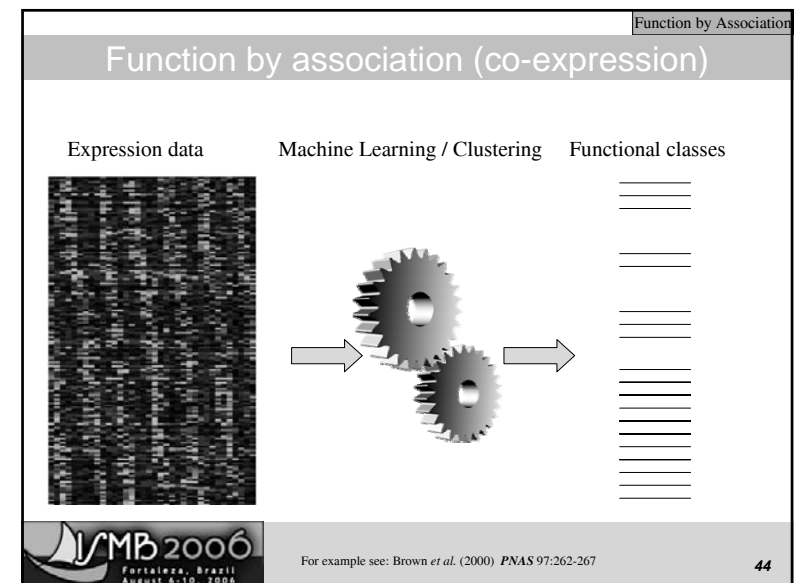 Function by Association
Function by association (co-expression)
Expression data
Machine Learning / Clustering
Functional classes
ISMB 2006
Fortaleza, Brazil
August 6-10, 2006
For example see: Brown et al. (2000) PNAS 97:262-267
44